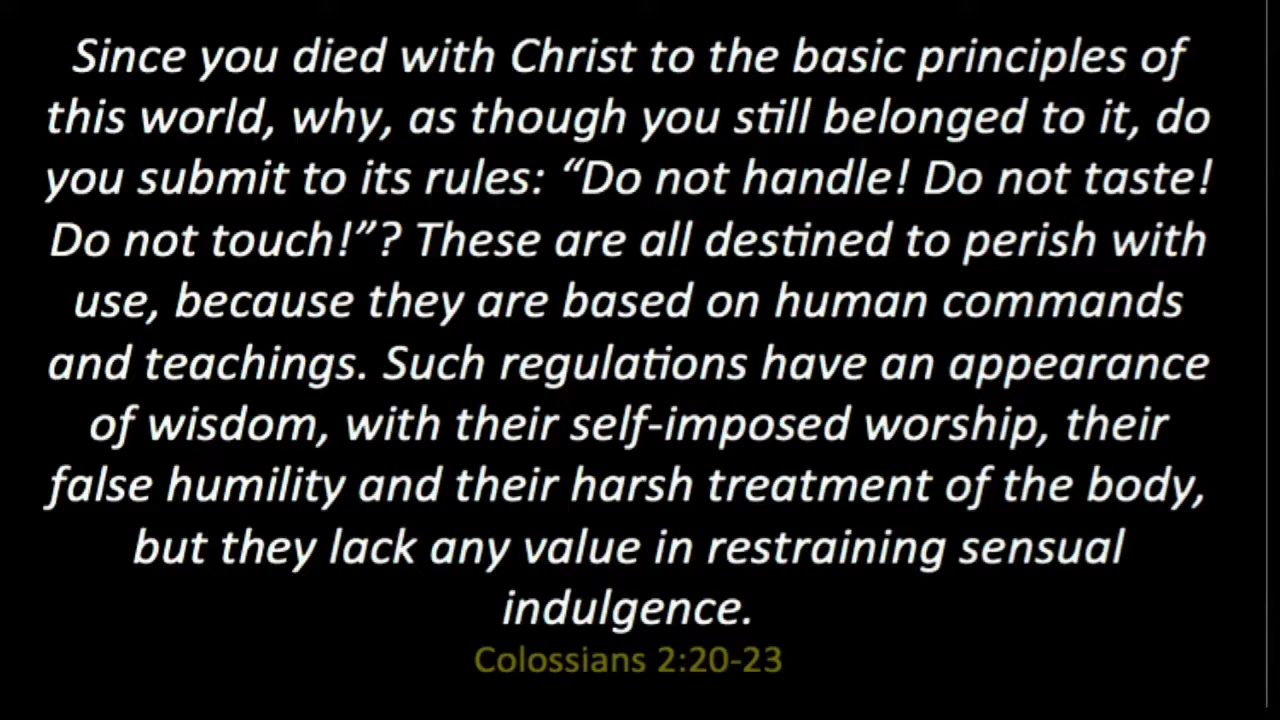 Since you died with Christ to the basic principles of
this world, why, as though you still belonged to it, do
you submit to its rules: “Do not handle! Do not taste!
Do not touch!”? These are all destined to perish with
use, because they are based on human commands
and teachings. Such regulations have an appearance
of wisdom, with their self-imposed worship, their
false humility and their harsh treatment of the body,
but they lack any value in restraining sensual
indulgence.
Colossians 2:20-23